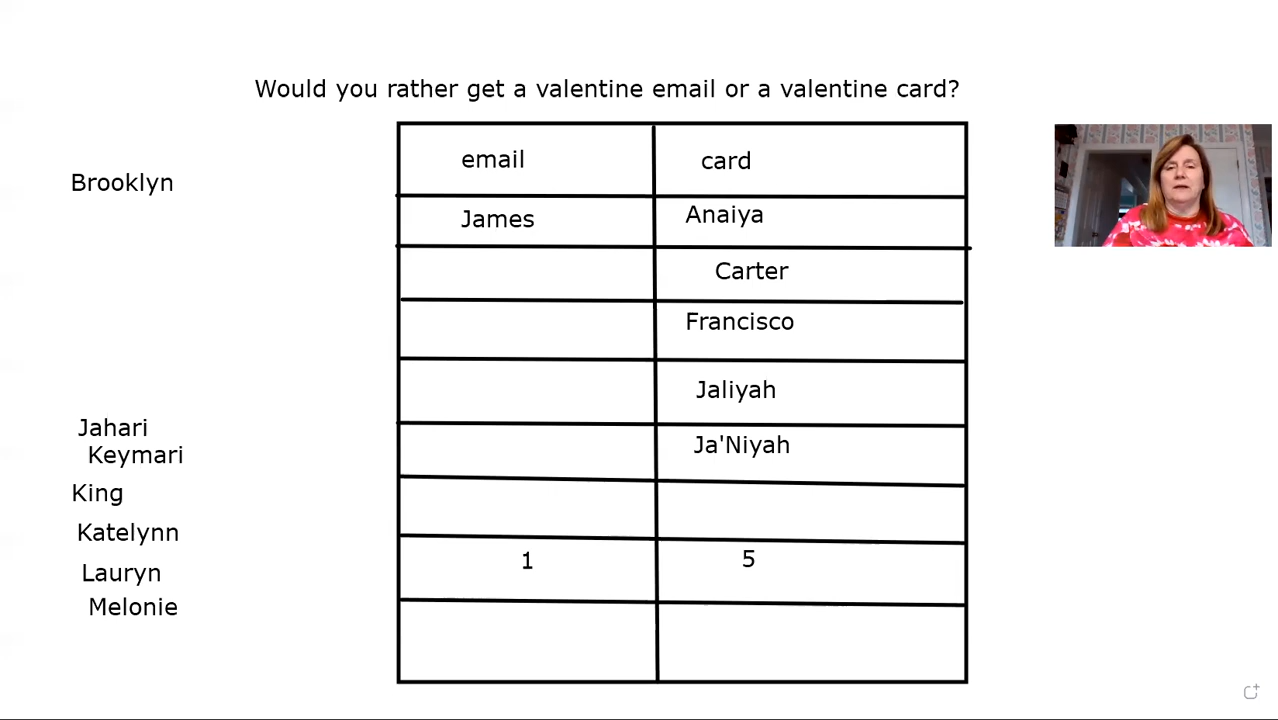 Would you rather get a valentine email or a valentine card?
email card
Brooklyn
James Anaiya
Carter
Francisco
Jaliyah
Jahari
Ja'Niyah
Keymari
King
Katelynn
1 5
Lauryn
Melonie